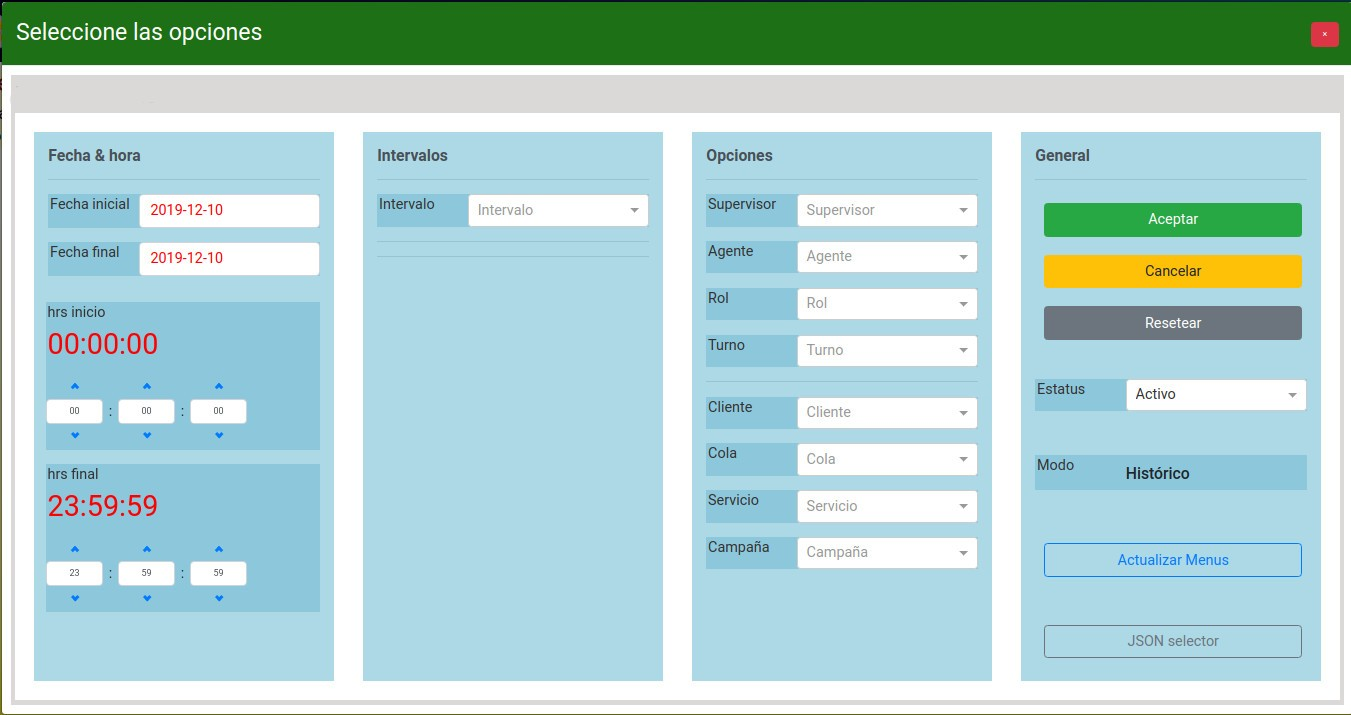 Seleccione las opciones
×
Fecha & hora
Fecha inicial 2019-12-10
Fecha final 2019-12-10
hrs inicio
00:00:00
00 : 00 : 00
hrs final
23:59:59
23 : 59 : 59
Intervalos
Intervalo Intervalo
Opciones
Supervisor Supervisor
Agente Agente
Rol Rol
Turno Turno
Cliente Cliente
Cola Cola
Servicio Servicio
Campaña Campaña
General
Aceptar
Cancelar
Resetear
Estatus Activo
Modo Histórico
Actualizar Menus
JSON selector